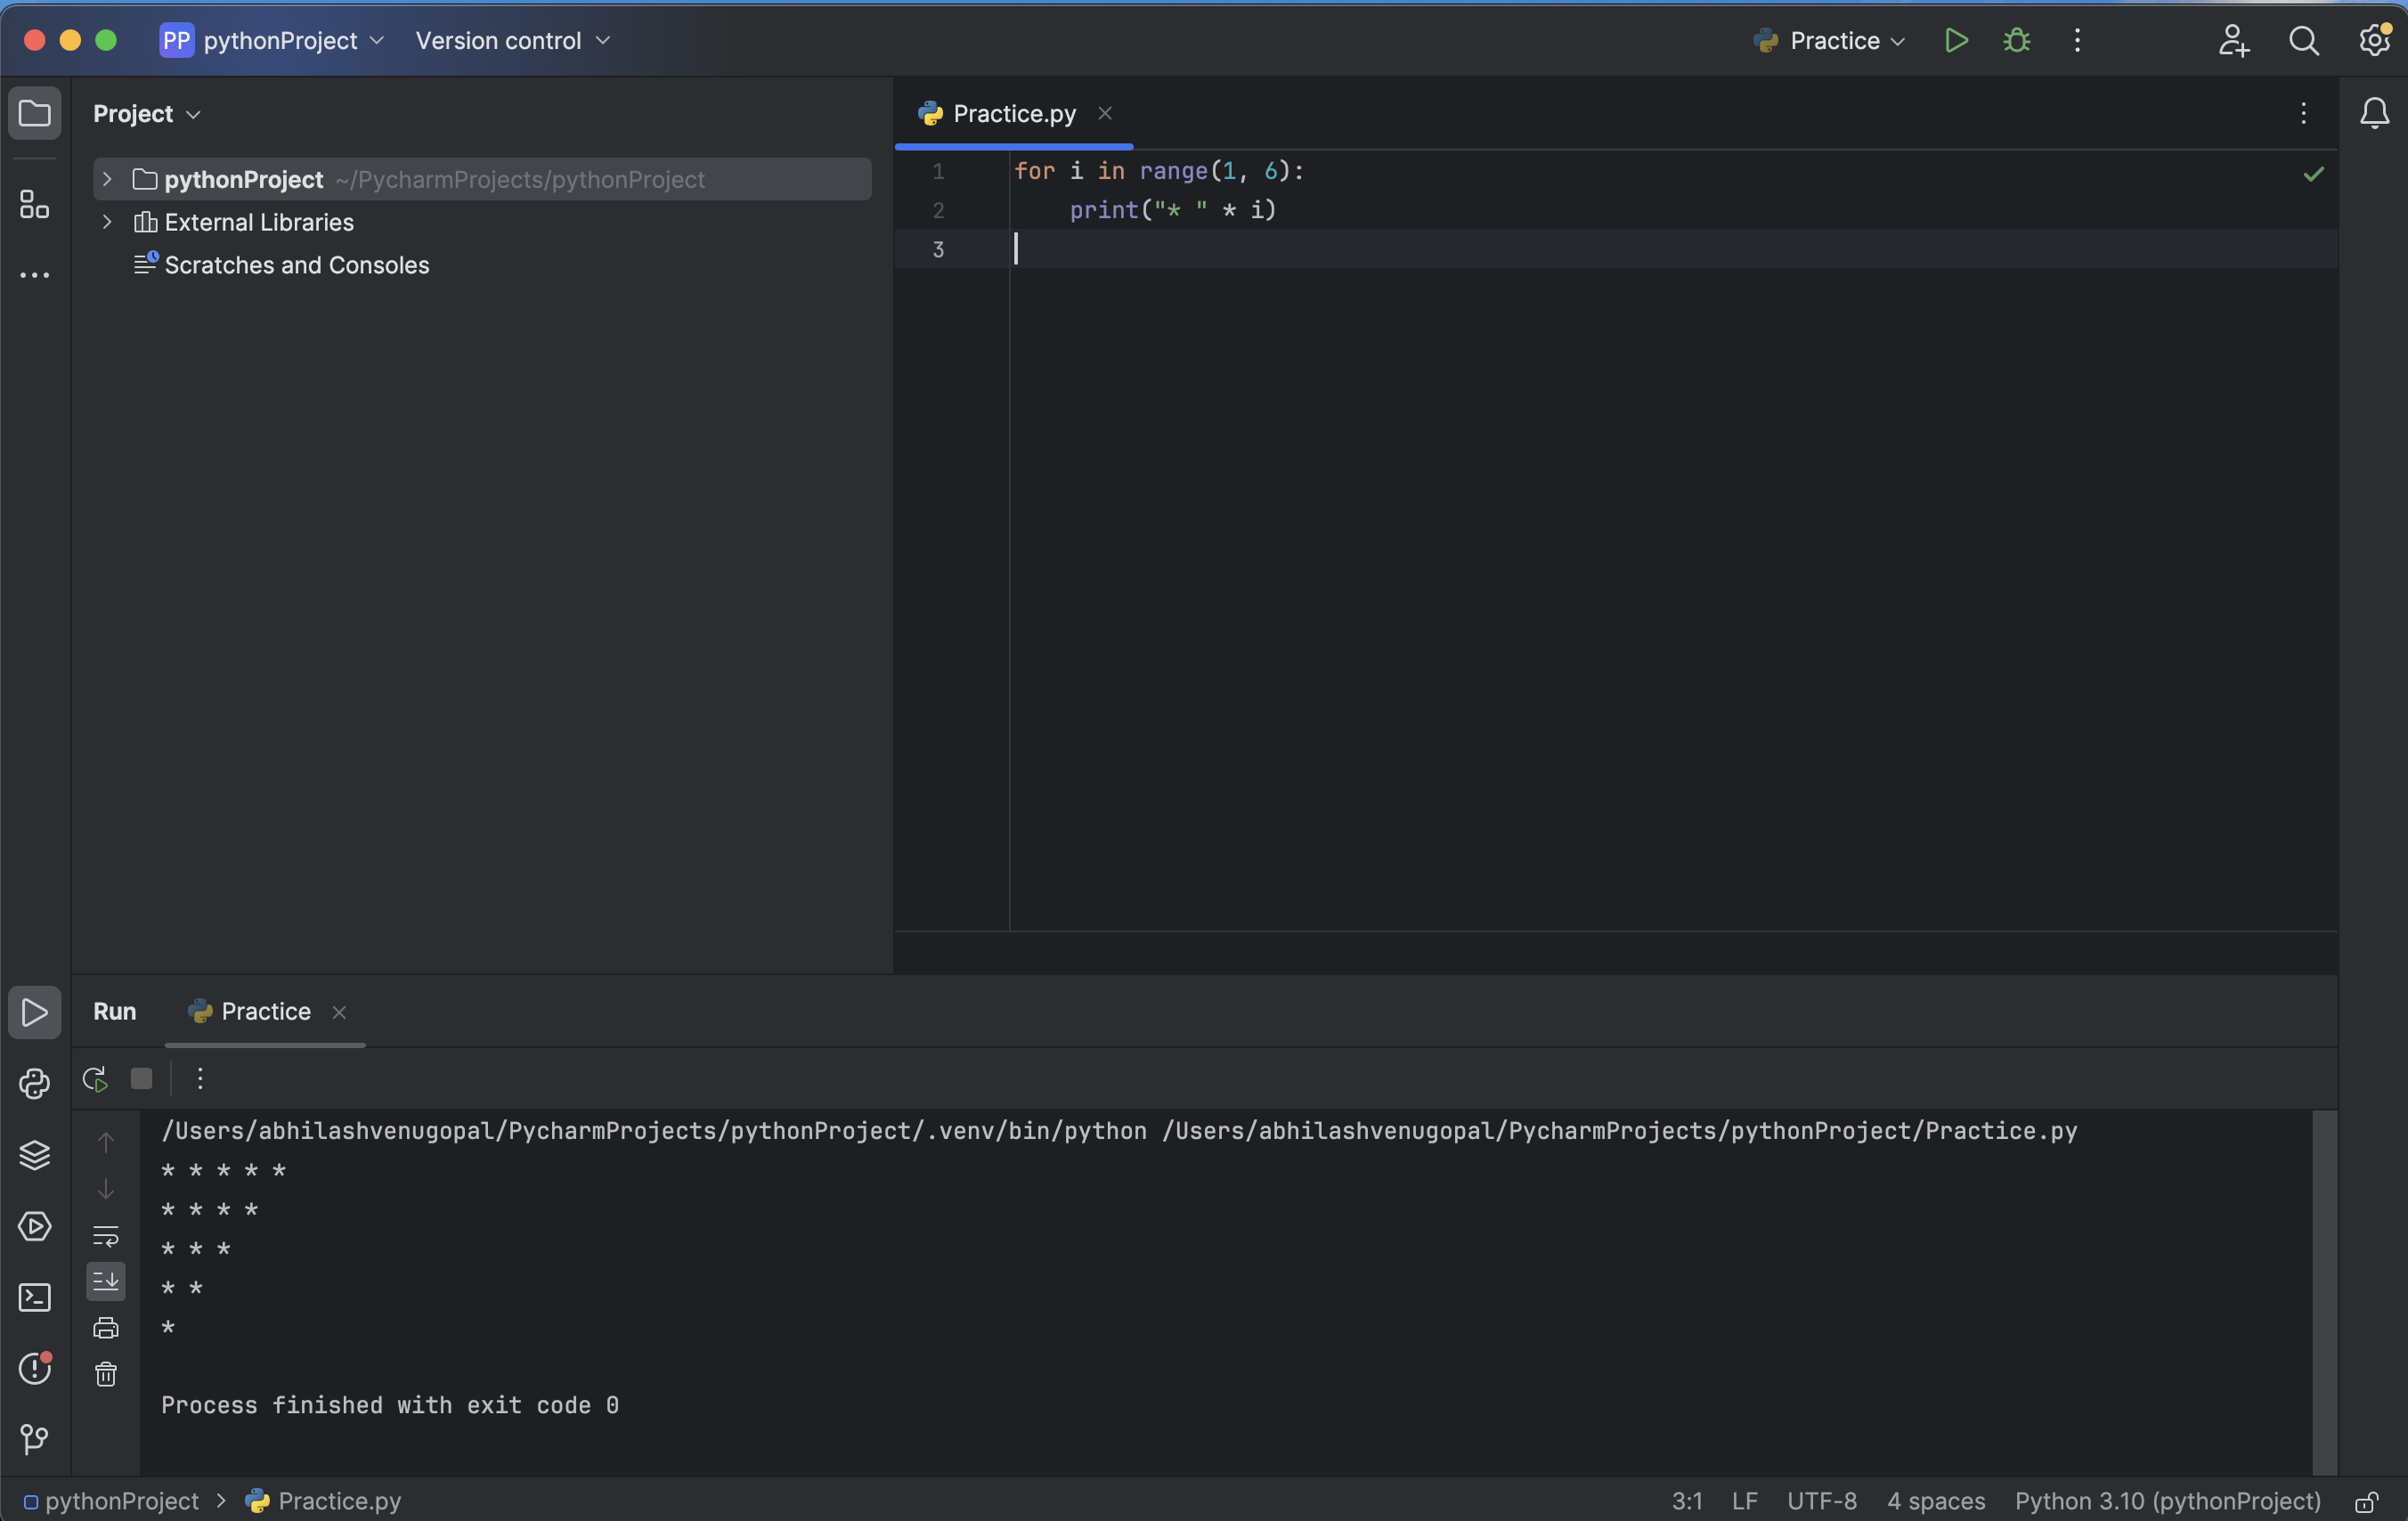 PP pythonProject Version control Practice
Project
pythonProject ~/PycharmProjects/pythonProject
External Libraries
Scratches and Consoles
Practice.py
1 for i in range(1, 6):
2     print("* " * i)
3
Run Practice
/Users/abhilashvenugopal/PycharmProjects/pythonProject/.venv/bin/python /Users/abhilashvenugopal/PycharmProjects/pythonProject/Practice.py
* * * * *
* * * *
* * *
* *
*
Process finished with exit code 0
pythonProject > Practice.py 3:1 LF UTF-8 4 spaces Python 3.10 (pythonProject)